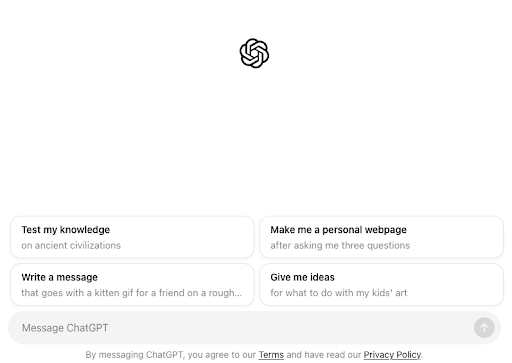 Test my knowledge
on ancient civilizations
Make me a personal webpage
after asking me three questions
Write a message
that goes with a kitten gif for a friend on a rough...
Give me ideas
for what to do with my kids' art
Message ChatGPT
By messaging ChatGPT, you agree to our Terms and have read our Privacy Policy.